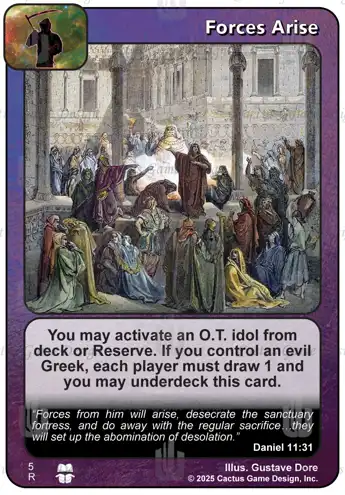 Forces Arise
You may activate an O.T. idol from
deck or Reserve. If you control an evil
Greek, each player must draw 1 and
you may underdeck this card.
“Forces from him will arise, desecrate the sanctuary
fortress, and do away with the regular sacrifice…they
will set up the abomination of desolation.”
Daniel 11:31
5
R
Illus. Gustave Dore
© 2025 Cactus Game Design, Inc.